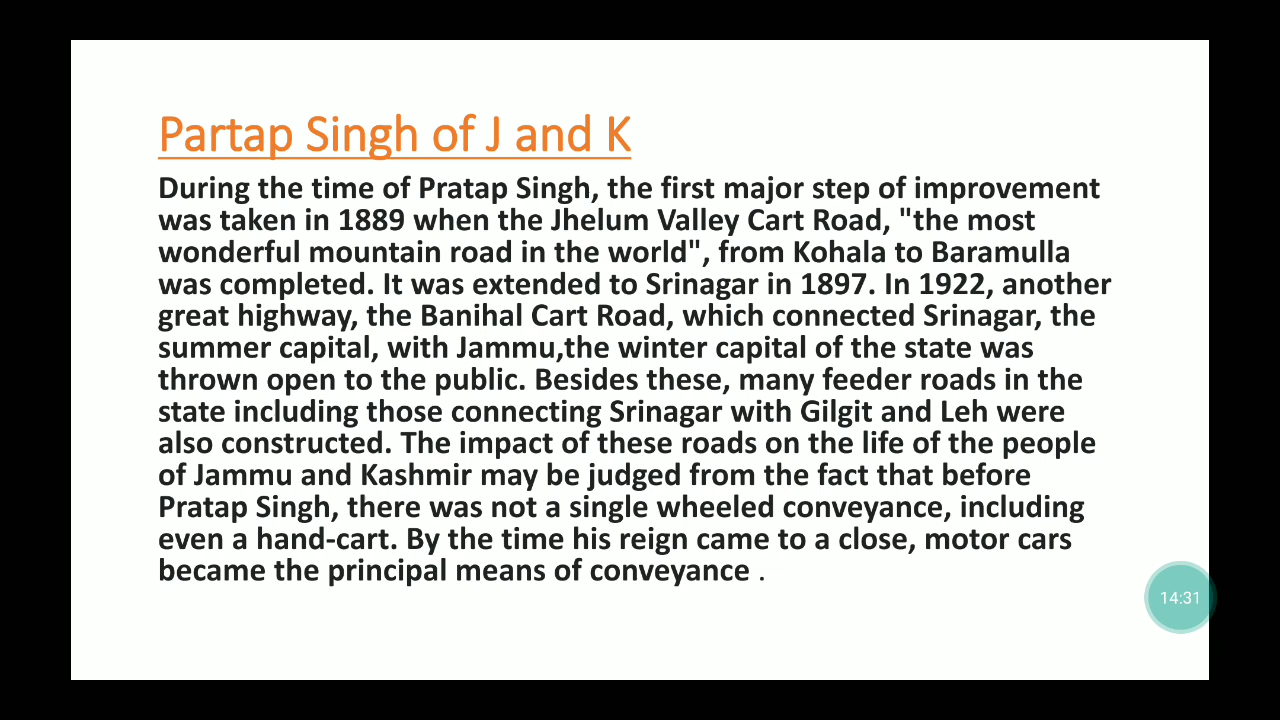 Partap Singh of J and K
During the time of Pratap Singh, the first major step of improvement
was taken in 1889 when the Jhelum Valley Cart Road, "the most
wonderful mountain road in the world", from Kohala to Baramulla
was completed. It was extended to Srinagar in 1897. In 1922, another
great highway, the Banihal Cart Road, which connected Srinagar, the
summer capital, with Jammu,the winter capital of the state was
thrown open to the public. Besides these, many feeder roads in the
state including those connecting Srinagar with Gilgit and Leh were
also constructed. The impact of these roads on the life of the people
of Jammu and Kashmir may be judged from the fact that before
Pratap Singh, there was not a single wheeled conveyance, including
even a hand-cart. By the time his reign came to a close, motor cars
became the principal means of conveyance .
14:31